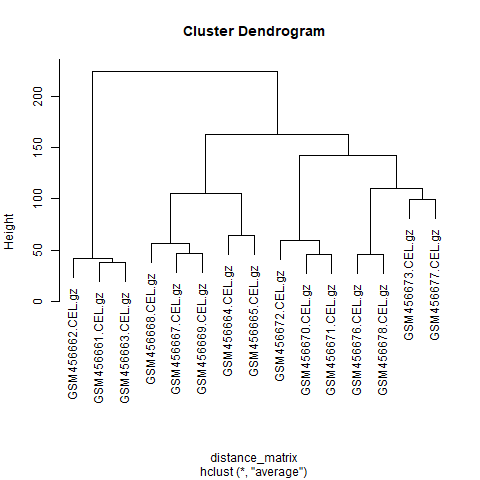 Cluster Dendrogram
Height
200
150
100
50
0
GSM456662.CEL.gz
GSM456661.CEL.gz
GSM456663.CEL.gz
GSM456668.CEL.gz
GSM456667.CEL.gz
GSM456669.CEL.gz
GSM456664.CEL.gz
GSM456665.CEL.gz
GSM456672.CEL.gz
GSM456670.CEL.gz
GSM456671.CEL.gz
GSM456676.CEL.gz
GSM456678.CEL.gz
GSM456673.CEL.gz
GSM456677.CEL.gz
distance_matrix
hclust (*, "average")